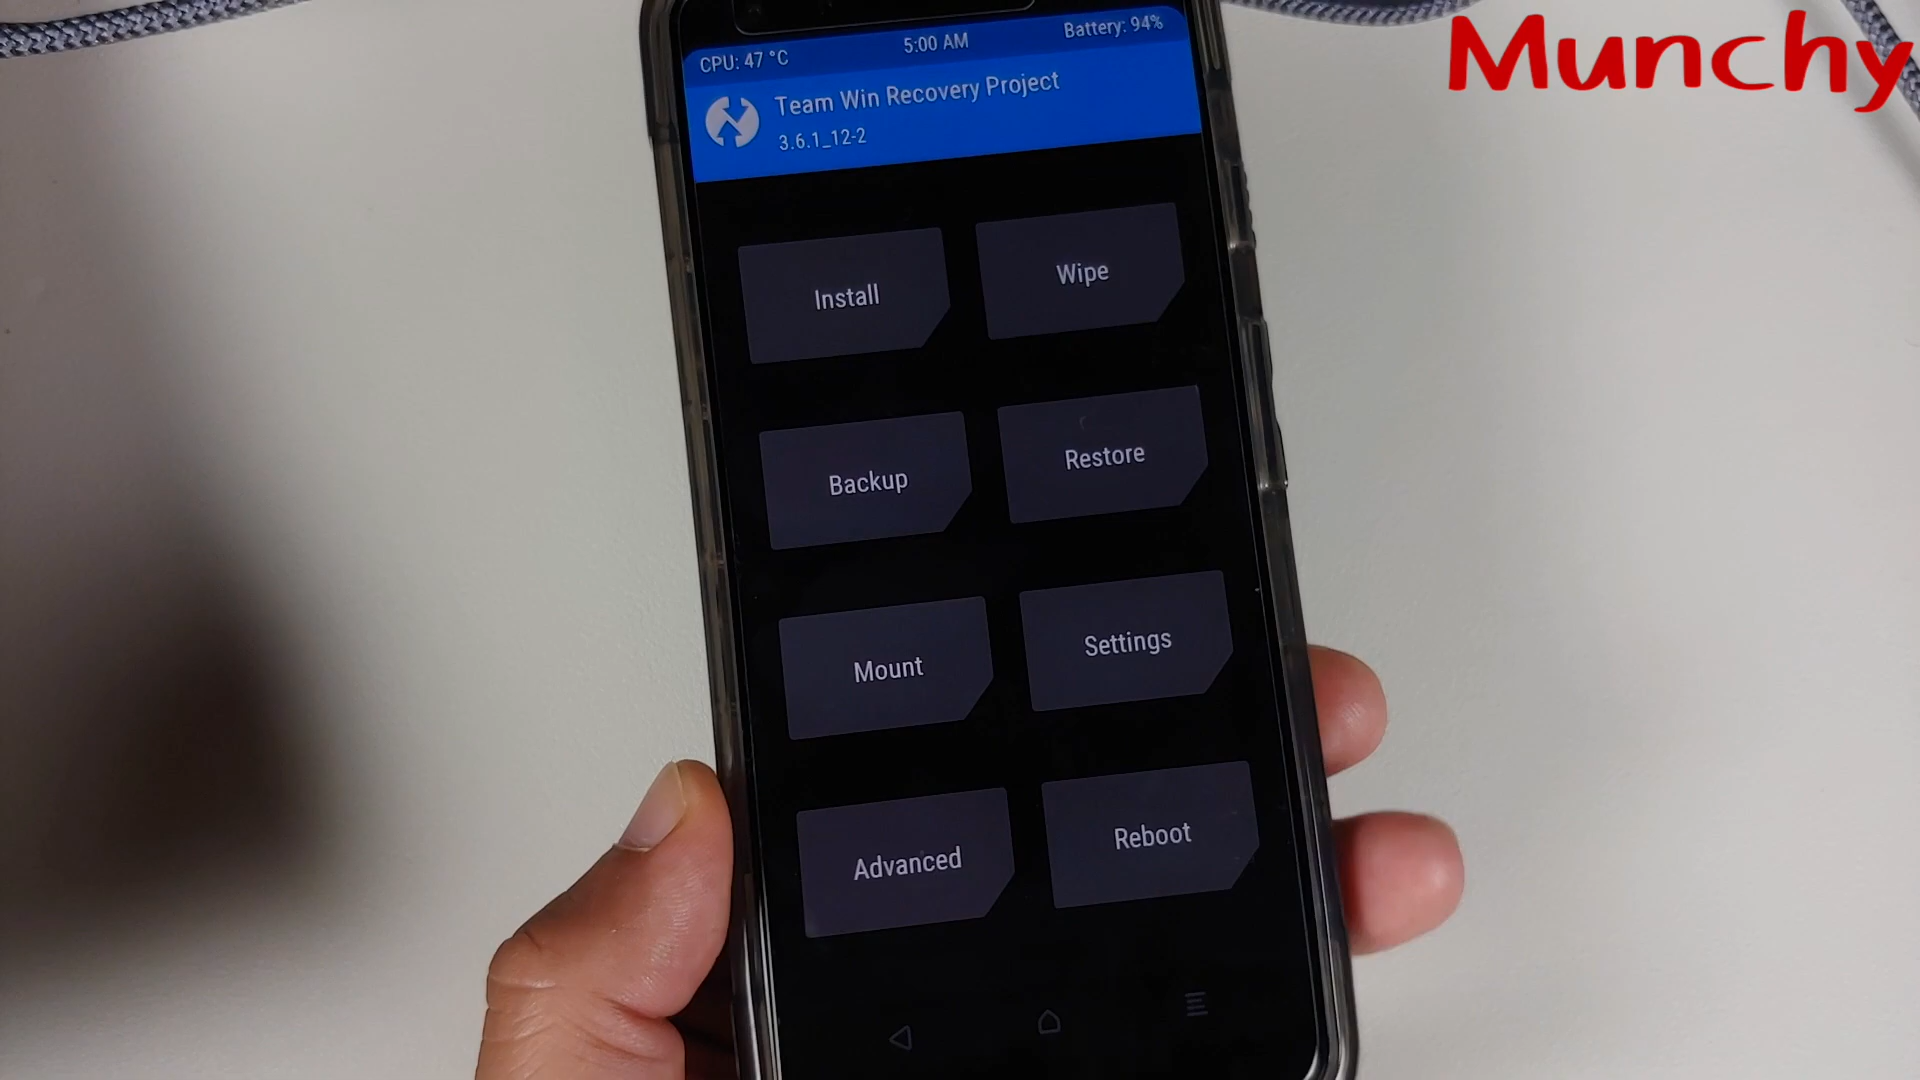 Munchy
CPU: 47 °C 5:00 AM Battery: 94%
Team Win Recovery Project
3.6.1_12-2
Install Wipe
Backup Restore
Mount Settings
Advanced Reboot